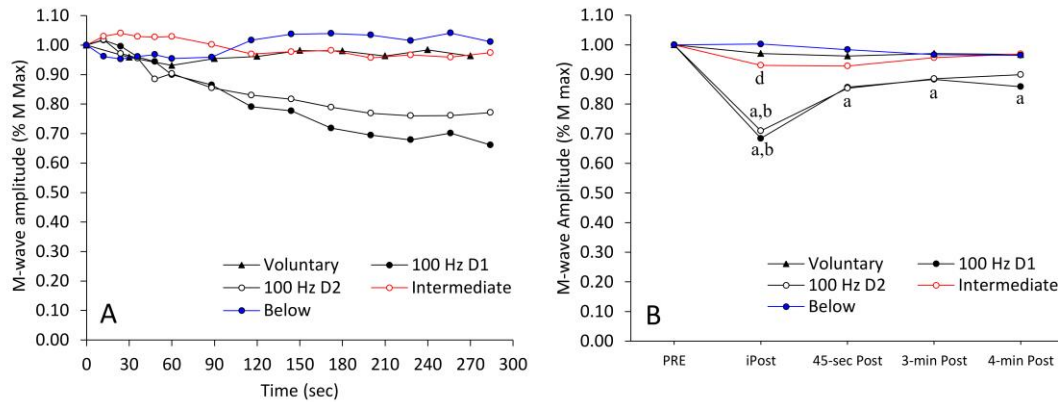 M-wave amplitude (% M Max)
1.10
1.00
0.90
0.80
0.70
0.60
0.50
0.40
0.30
0.20
0.10
0.00
Voluntary
100 Hz D1
100 Hz D2
Intermediate
Below
A
0 30 60 90 120 150 180 210 240 270 300
Time (sec)
M-wave Amplitude (% M max)
1.10
1.00
0.90
0.80
0.70
0.60
0.50
0.40
0.30
0.20
0.10
0.00
d
a,b
a,b
a
a
a
Voluntary
100 Hz D1
100 Hz D2
Intermediate
Below
B
PRE iPost 45-sec Post 3-min Post 4-min Post